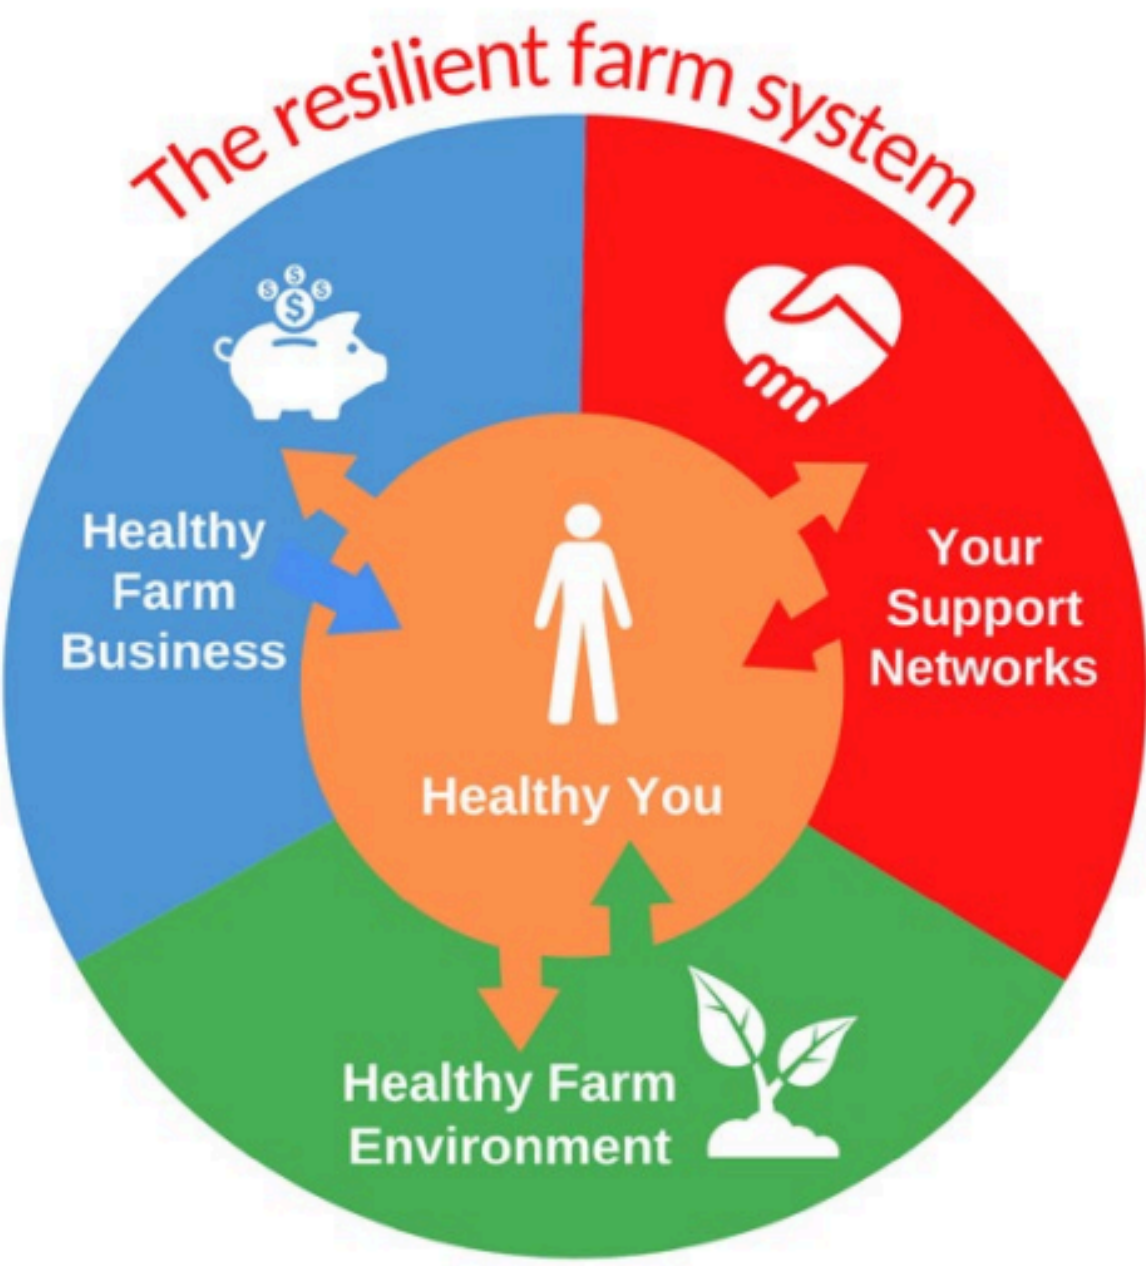 The resilient farm system
$
$ $
$
Healthy
Farm
Business
Your
Support
Networks
Healthy You
Healthy Farm
Environment